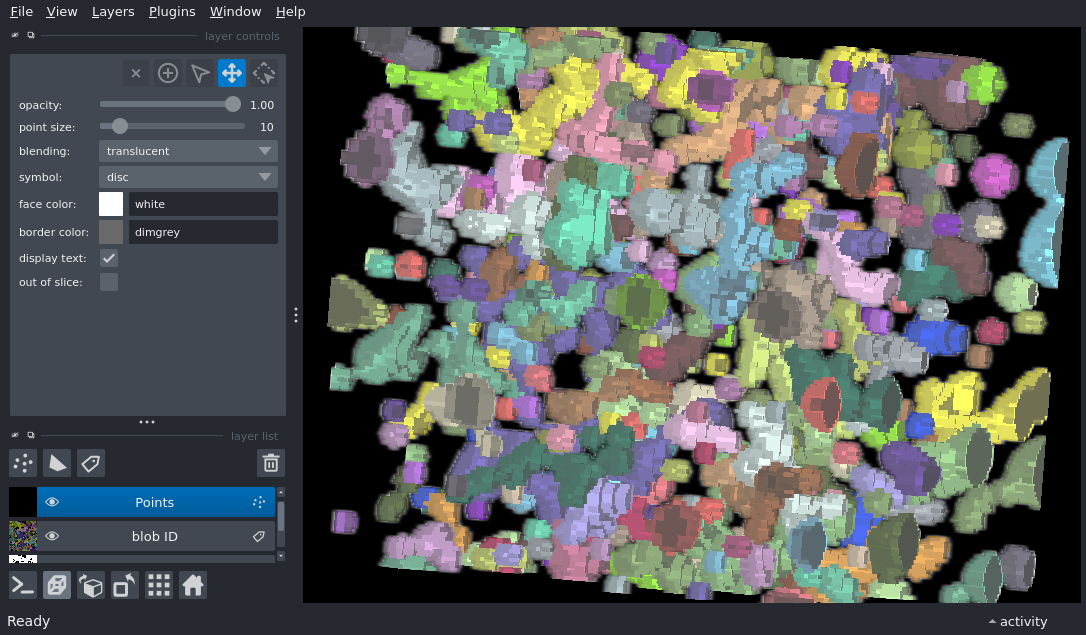 File View Layers Plugins Window Help
layer controls
opacity: 1.00
point size: 10
blending: translucent
symbol: disc
face color: white
border color: dimgrey
display text:
out of slice:
layer list
Points
blob ID
Ready
activity